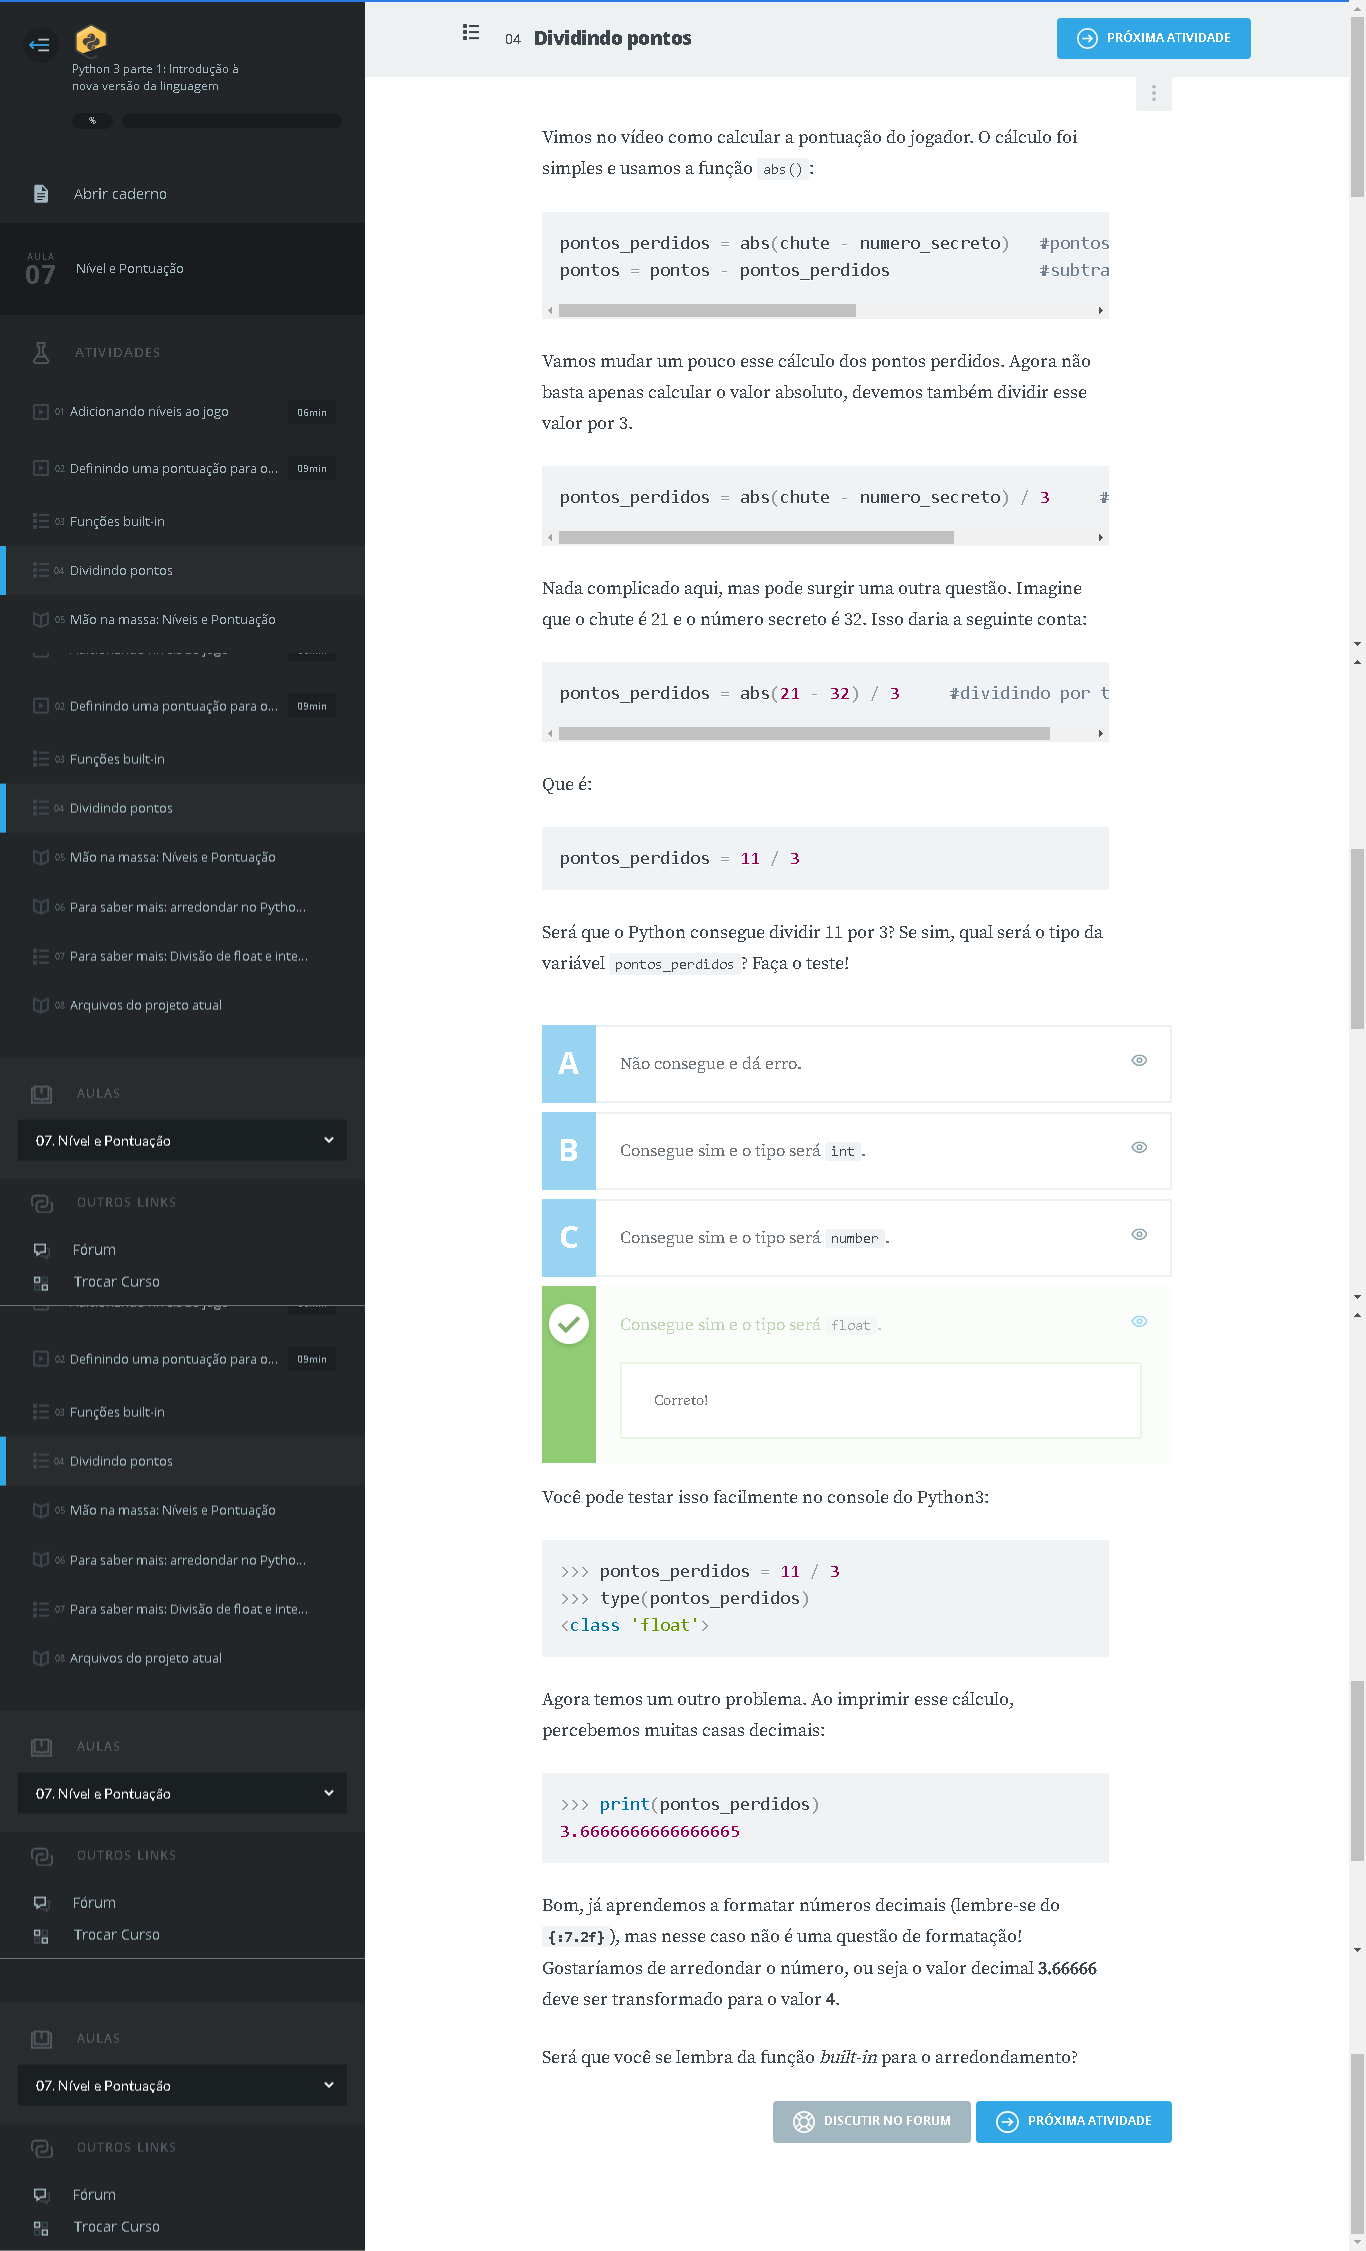 Python 3 parte 1: Introdução à
nova versão da linguagem
%
Abrir caderno
AULA
07
Nível e Pontuação
ATIVIDADES
01 Adicionando níveis ao jogo 06min
02 Definindo uma pontuação para o... 09min
03 Funções built-in
04 Dividindo pontos
05 Mão na massa: Níveis e Pontuação
02 Definindo uma pontuação para o... 09min
03 Funções built-in
04 Dividindo pontos
05 Mão na massa: Níveis e Pontuação
06 Para saber mais: arredondar no Pytho...
07 Para saber mais: Divisão de float e inte...
08 Arquivos do projeto atual
AULAS
07. Nível e Pontuação
OUTROS LINKS
Fórum
Trocar Curso
02 Definindo uma pontuação para o... 09min
03 Funções built-in
04 Dividindo pontos
05 Mão na massa: Níveis e Pontuação
06 Para saber mais: arredondar no Pytho...
07 Para saber mais: Divisão de float e inte...
08 Arquivos do projeto atual
AULAS
07. Nível e Pontuação
OUTROS LINKS
Fórum
Trocar Curso
AULAS
07. Nível e Pontuação
OUTROS LINKS
Fórum
Trocar Curso
04 Dividindo pontos
PRÓXIMA ATIVIDADE
Vimos no vídeo como calcular a pontuação do jogador. O cálculo foi
simples e usamos a função abs():
pontos_perdidos = abs(chute - numero_secreto) #pontos
pontos = pontos - pontos_perdidos #subtra
Vamos mudar um pouco esse cálculo dos pontos perdidos. Agora não
basta apenas calcular o valor absoluto, devemos também dividir esse
valor por 3.
pontos_perdidos = abs(chute - numero_secreto) / 3 #
Nada complicado aqui, mas pode surgir uma outra questão. Imagine
que o chute é 21 e o número secreto é 32. Isso daria a seguinte conta:
pontos_perdidos = abs(21 - 32) / 3 #dividindo por t
Que é:
pontos_perdidos = 11 / 3
Será que o Python consegue dividir 11 por 3? Se sim, qual será o tipo da
variável pontos_perdidos? Faça o teste!
A Não consegue e dá erro.
B Consegue sim e o tipo será int.
C Consegue sim e o tipo será number.
Consegue sim e o tipo será float.
Correto!
Você pode testar isso facilmente no console do Python3:
>>> pontos_perdidos = 11 / 3
>>> type(pontos_perdidos)
<class 'float'>
Agora temos um outro problema. Ao imprimir esse cálculo,
percebemos muitas casas decimais:
>>> print(pontos_perdidos)
3.6666666666666665
Bom, já aprendemos a formatar números decimais (lembre-se do
{:7.2f}), mas nesse caso não é uma questão de formatação!
Gostaríamos de arredondar o número, ou seja o valor decimal 3.66666
deve ser transformado para o valor 4.
Será que você se lembra da função built-in para o arredondamento?
DISCUTIR NO FORUM
PRÓXIMA ATIVIDADE